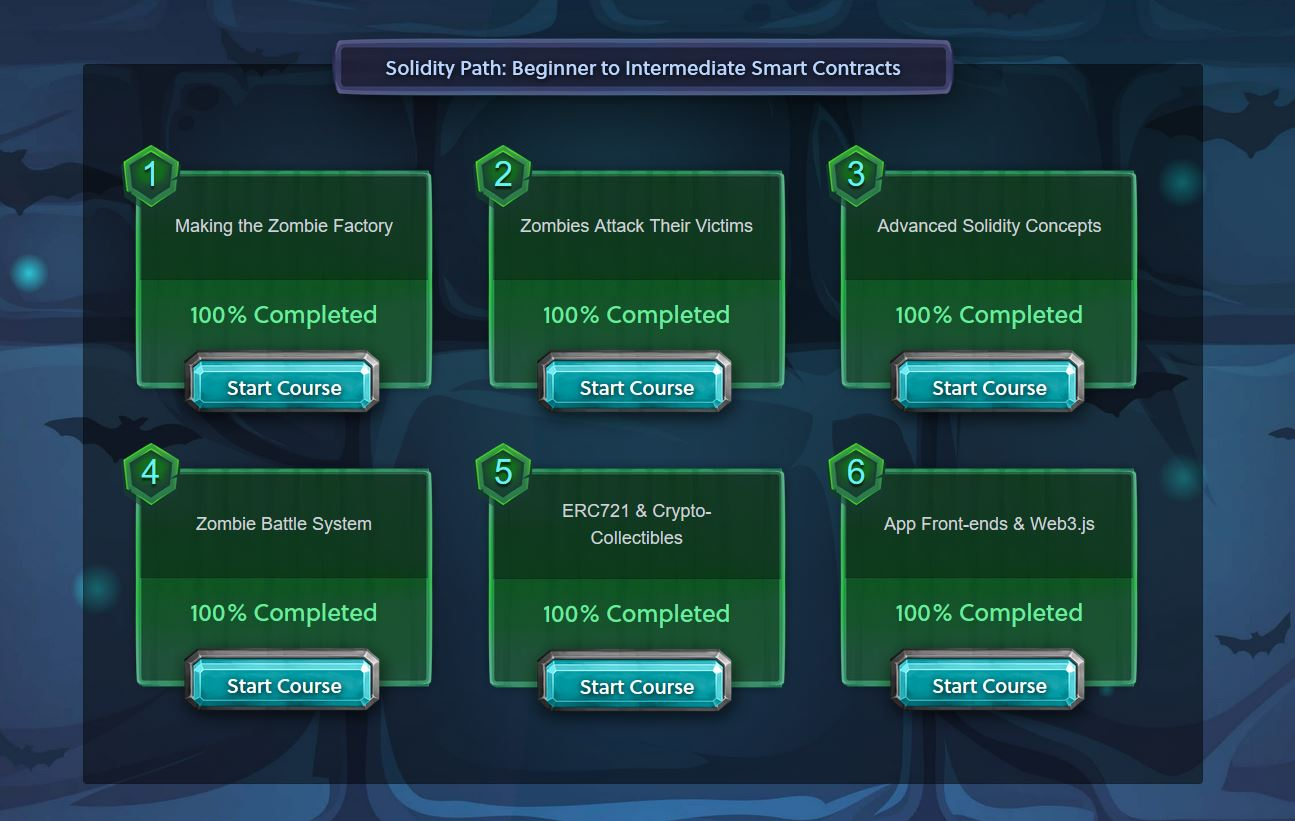 Solidity Path: Beginner to Intermediate Smart Contracts
1
Making the Zombie Factory
100% Completed
Start Course
2
Zombies Attack Their Victims
100% Completed
Start Course
3
Advanced Solidity Concepts
100% Completed
Start Course
4
Zombie Battle System
100% Completed
Start Course
5
ERC721 & Crypto-
Collectibles
100% Completed
Start Course
6
App Front-ends & Web3.js
100% Completed
Start Course